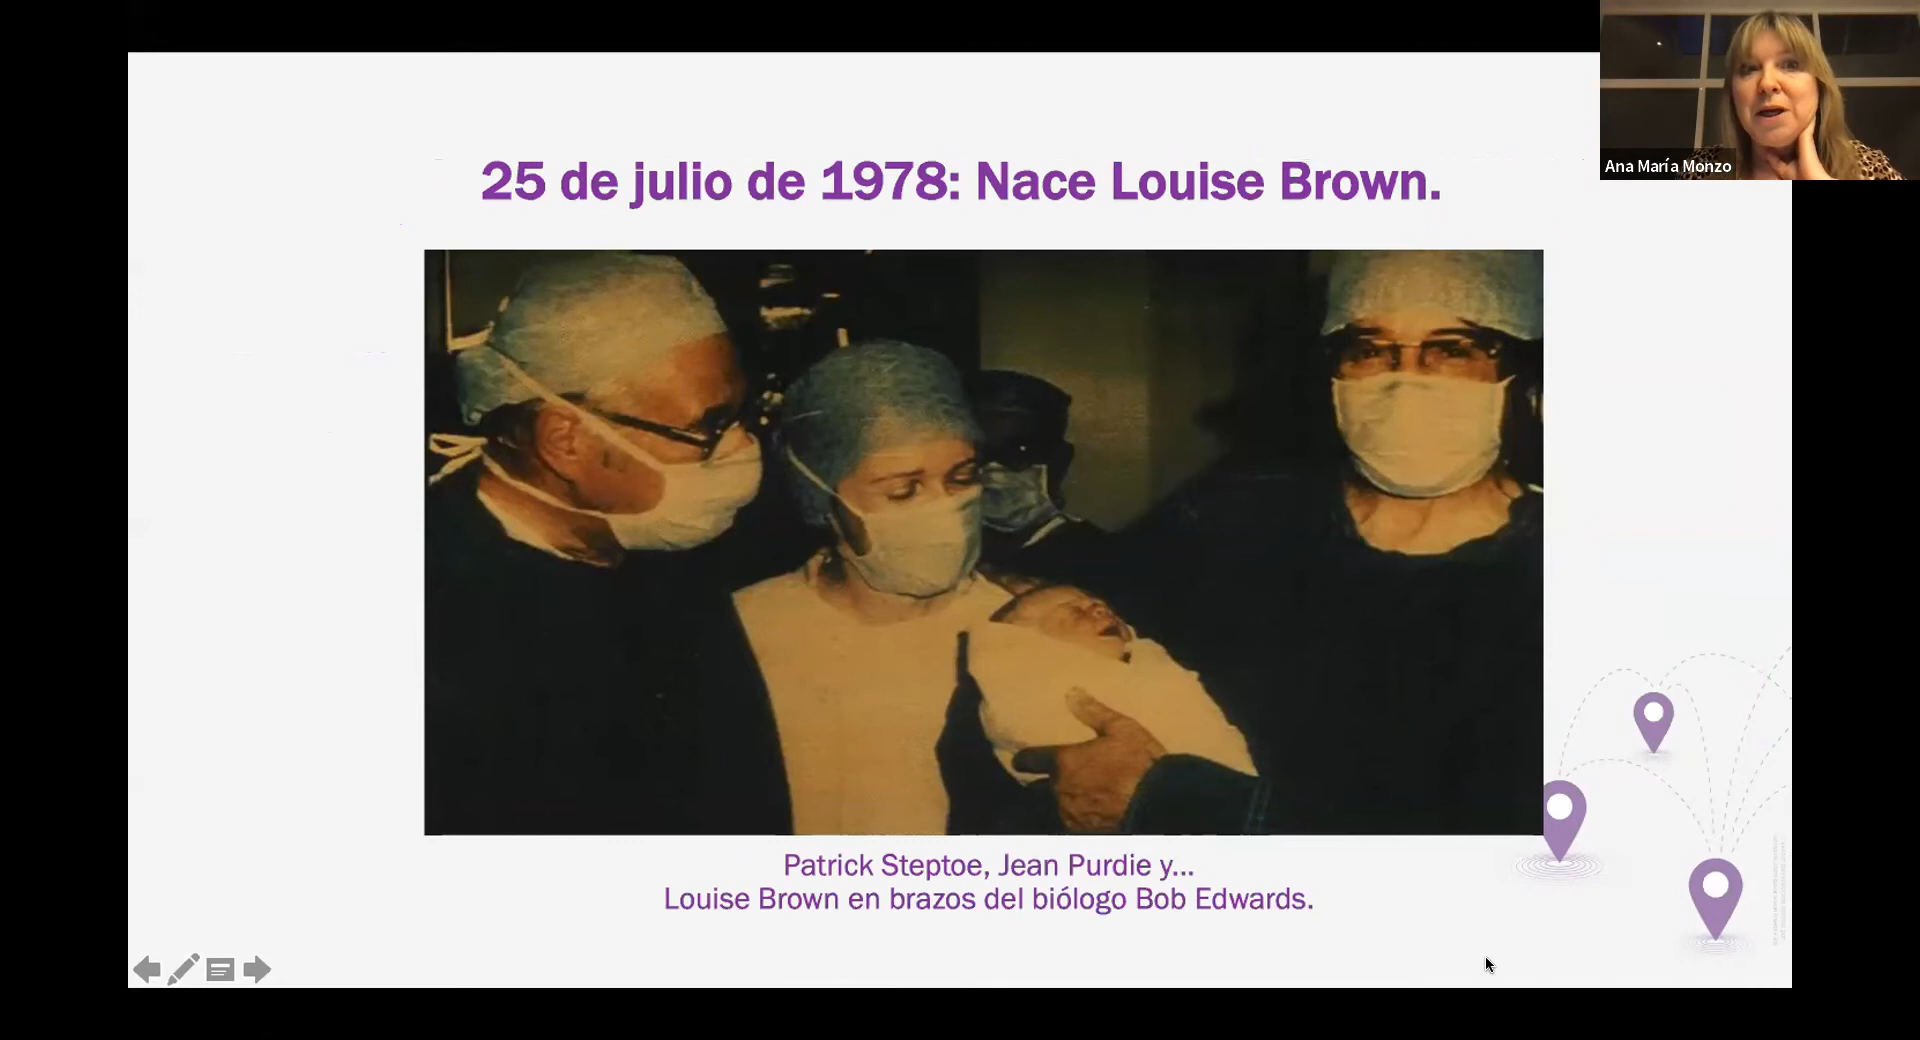 25 de julio de 1978: Nace Louise Brown.
Ana María Monzo
Patrick Steptoe, Jean Purdie y...
Louise Brown en brazos del biólogo Bob Edwards.